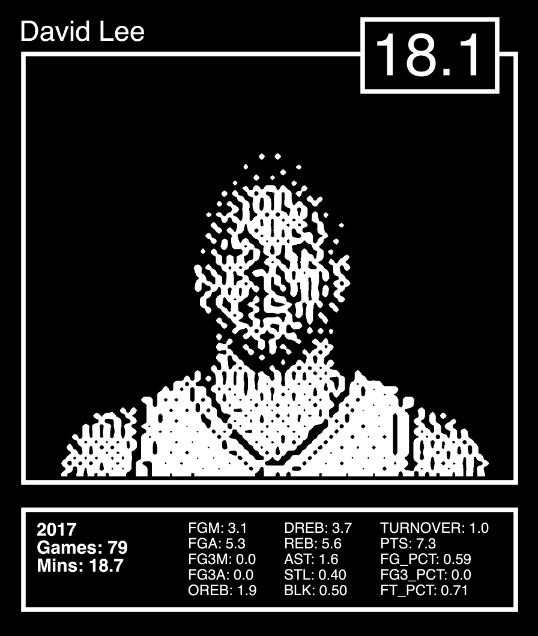 David Lee
18.1
2017
Games: 79
Mins: 18.7
FGM: 3.1
FGA: 5.3
FG3M: 0.0
FG3A: 0.0
OREB: 1.9
DREB: 3.7
REB: 5.6
AST: 1.6
STL: 0.40
BLK: 0.50
TURNOVER: 1.0
PTS: 7.3
FG_PCT: 0.59
FG3_PCT: 0.0
FT_PCT: 0.71